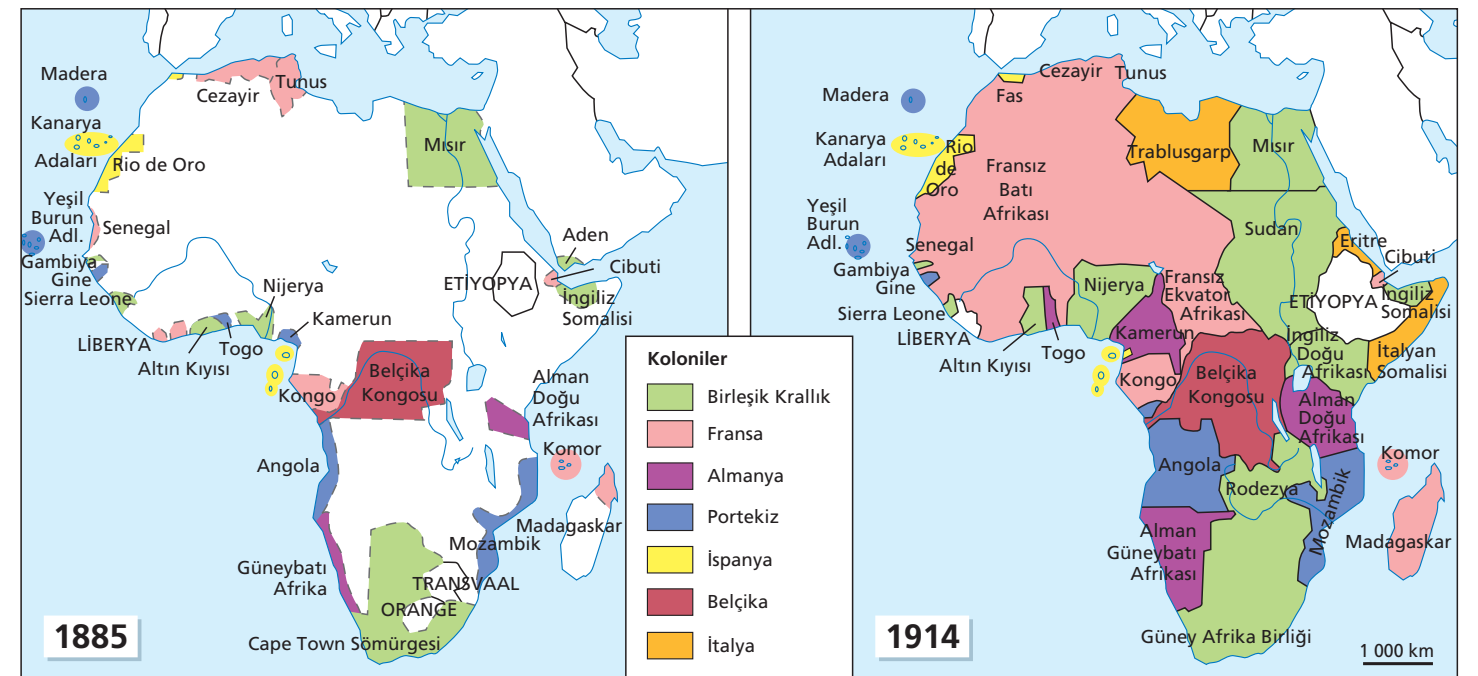 Madera
Kanarya
Adaları
Cezayir
Tunus
Mısır
Rio de Oro
Yeşil
Burun
Adl.
Senegal
Gambiya
Gine
Sierra Leone
LİBERYA
Altın Kıyısı
Togo
Nijerya
Kamerun
Aden
Cibuti
ETİYOPYA
İngiliz
Somalisi
Kongo
Belçika
Kongosu
Alman
Doğu
Afrikası
Komor
Angola
Madagaskar
Mozambik
Güneybatı
Afrika
TRANSVAAL
ORANGE
Cape Town Sömürgesi
1885
Koloniler
Birleşik Krallık
Fransa
Almanya
Portekiz
İspanya
Belçika
İtalya
Madera
Kanarya
Adaları
Cezayir
Tunus
Fas
Rio
de
Oro
Fransız
Batı
Afrikası
Trablusgarp
Mısır
Yeşil
Burun
Adl.
Senegal
Gambiya
Gine
Sierra Leone
LİBERYA
Altın Kıyısı
Togo
Nijerya
Kamerun
Fransız
Ekvator
Afrikası
Sudan
Eritre
Cibuti
ETİYOPYA
İngiliz
Somalisi
İngiliz
Doğu
Afrikası
İtalyan
Somalisi
Kongo
Belçika
Kongosu
Alman
Doğu
Afrikası
Komor
Angola
Rodezya
Mozambik
Madagaskar
Alman
Güneybatı
Afrikası
Güney Afrika Birliği
1914
1 000 km